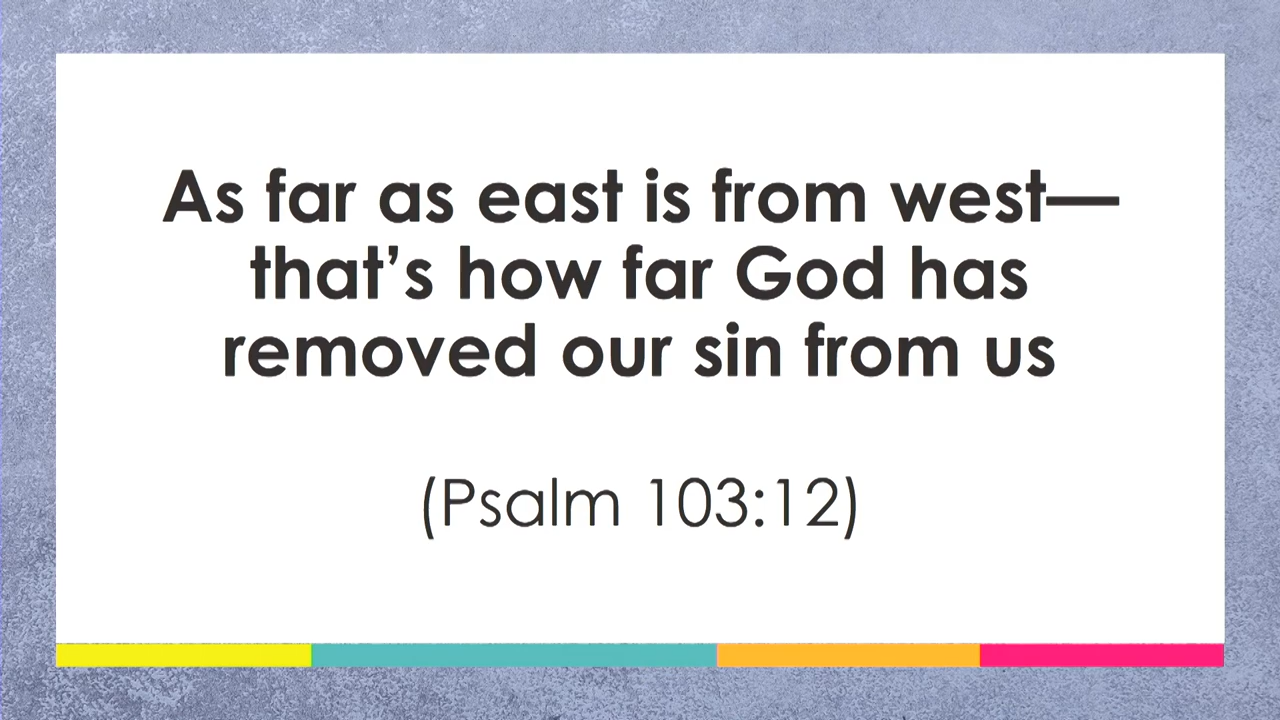 As far as east is from west—
that’s how far God has
removed our sin from us
(Psalm 103:12)